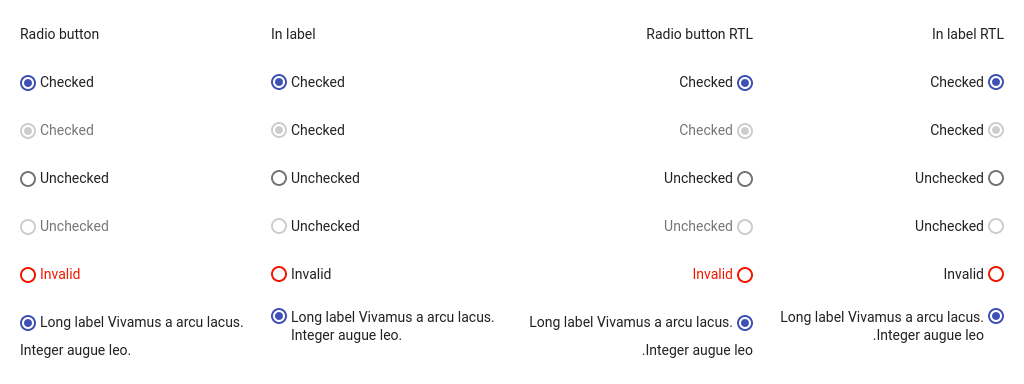 Radio button
In label
Radio button RTL
In label RTL
Checked
Checked
Checked
Checked
Checked
Checked
Checked
Checked
Unchecked
Unchecked
Unchecked
Unchecked
Unchecked
Unchecked
Unchecked
Unchecked
Invalid
Invalid
Invalid
Invalid
Long label Vivamus a arcu lacus.
Integer augue leo.
Long label Vivamus a arcu lacus.
Integer augue leo.
Long label Vivamus a arcu lacus.
.Integer augue leo
Long label Vivamus a arcu lacus.
.Integer augue leo